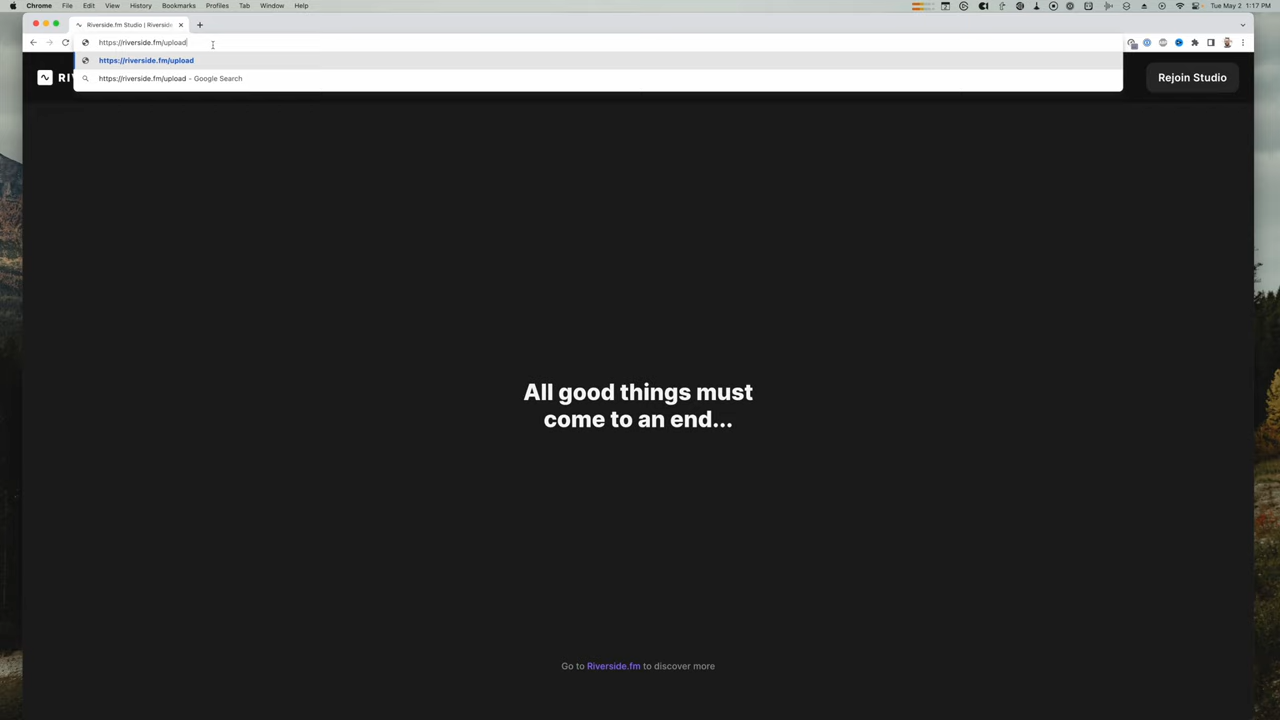 Chrome File Edit View History Bookmarks Profiles Tab Window Help Tue May 2 1:17 PM
Riverside.fm Studio | Riversid
https://riverside.fm/upload
https://riverside.fm/upload
https://riverside.fm/upload - Google Search
RI
Rejoin Studio
All good things must
come to an end...
Go to Riverside.fm to discover more